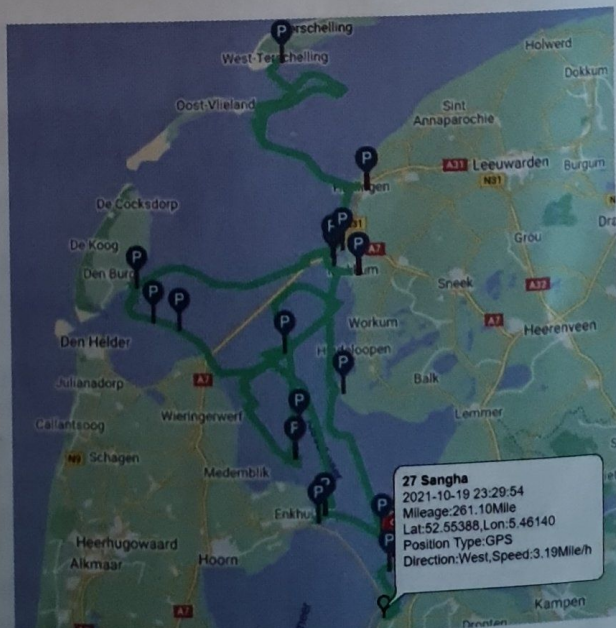 rschelling
West-Terschelling
Holwerd
Dokkum
Oost-Vlieland
Sint
Annaparochie
A31
Leeuwarden
Burgum
N31
De Cocksdorp
De Koog
Den Burg
31
A7
Grou
Sneek
A32
Den Helder
Workum
A7
Heerenveen
Julianadorp
A7
Balk
Callantsoog
Wieringerwerf
Lemmer
N9
Schagen
Medemblik
27 Sangha
2021-10-19 23:29:54
Mileage:261.10Mile
Lat:52.55388,Lon:5.46140
Position Type:GPS
Direction:West,Speed:3.19Mile/h
Heerhugowaard
Alkmaar
Hoorn
A7
Kampen
Dronten
P
P
P
P
P
P
P
P
P
P
P
P
P
P